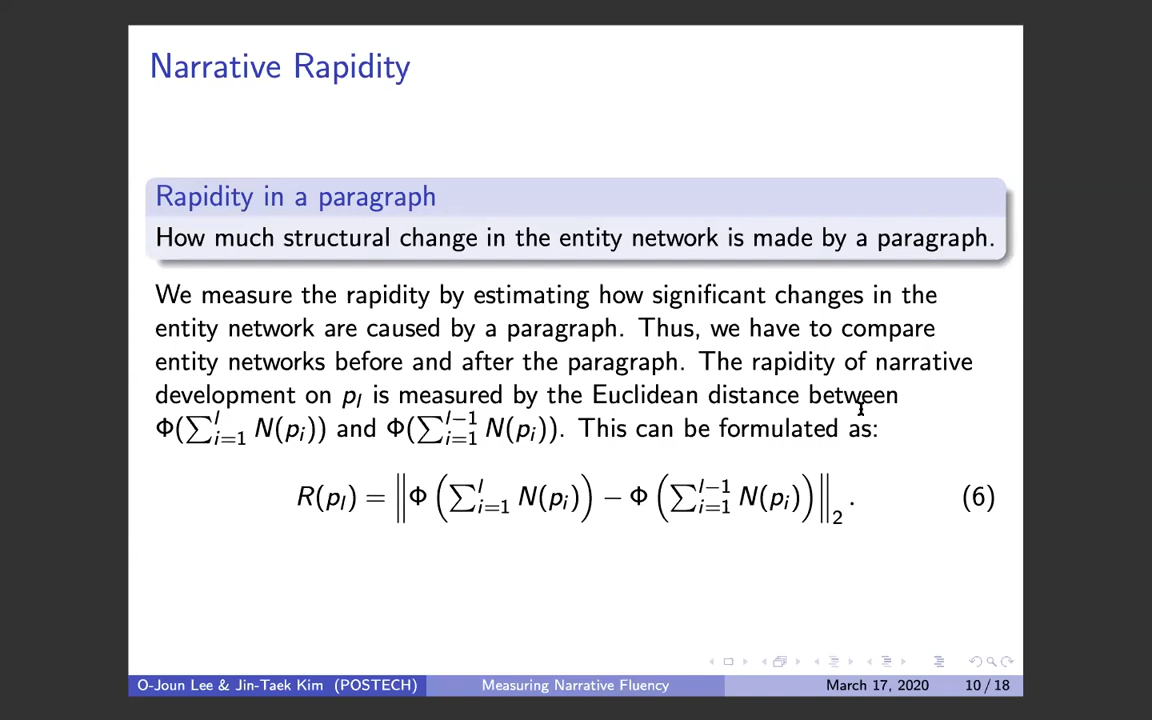 Narrative Rapidity
Rapidity in a paragraph
How much structural change in the entity network is made by a paragraph.
We measure the rapidity by estimating how significant changes in the
entity network are caused by a paragraph. Thus, we have to compare
entity networks before and after the paragraph. The rapidity of narrative
development on p_l is measured by the Euclidean distance between
Φ(∑_{i=1}^{l} N(p_i)) and Φ(∑_{i=1}^{l−1} N(p_i)). This can be formulated as:
R(p_l) = ‖Φ(∑_{i=1}^{l} N(p_i)) − Φ(∑_{i=1}^{l−1} N(p_i))‖_2. (6)
O-Joun Lee & Jin-Taek Kim (POSTECH) Measuring Narrative Fluency March 17, 2020 10 / 18